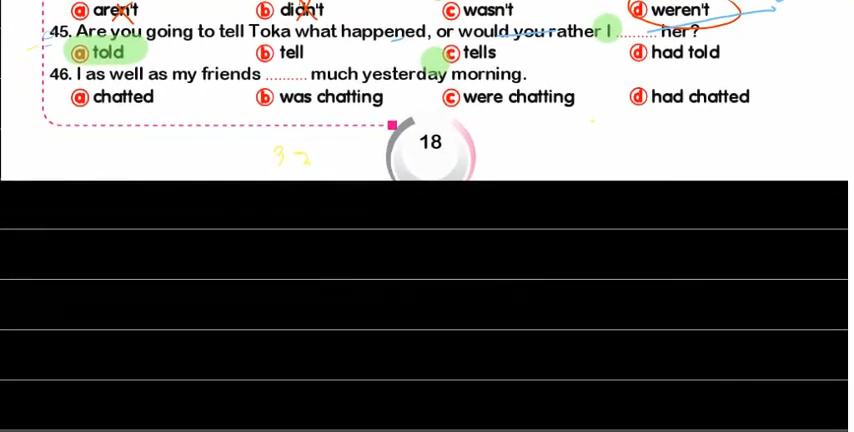 a aren't b didn't c wasn't d weren't
45. Are you going to tell Toka what happened, or would you rather I ......... her?
a told b tell c tells d had told
46. I as well as my friends .......... much yesterday morning.
a chatted b was chatting c were chatting d had chatted
18